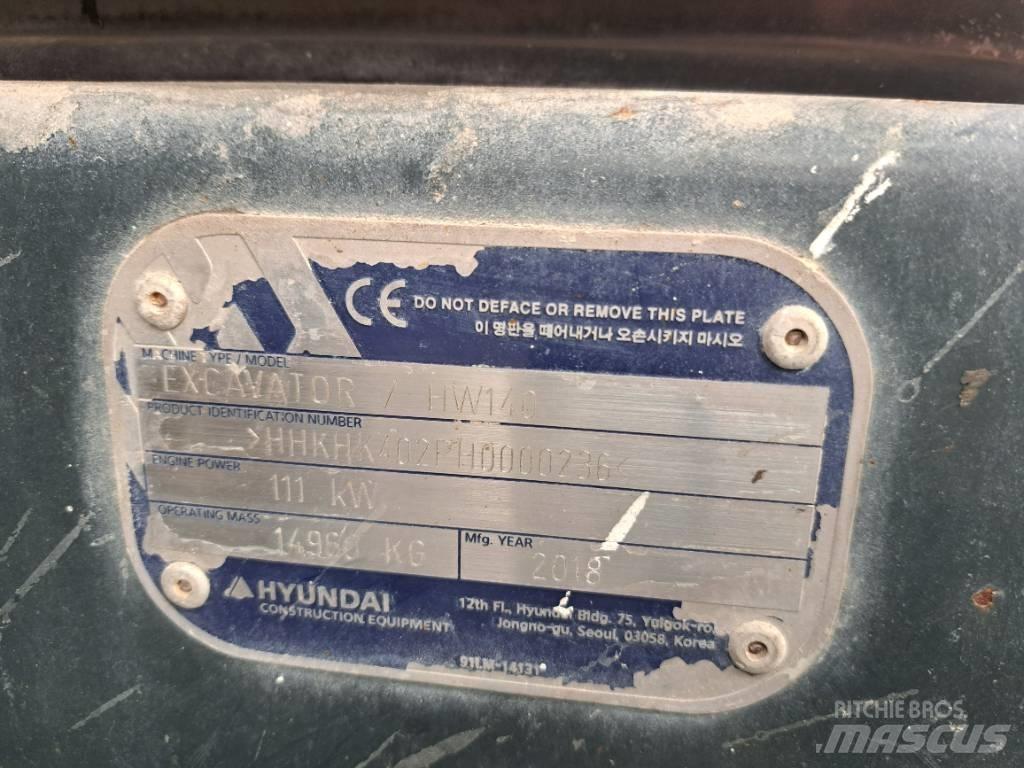 CE DO NOT DEFACE OR REMOVE THIS PLATE
이 명판을 떼어내거나 오손시키지 마시오
MACHINE TYPE / MODEL
EXCAVATOR / HW140
PRODUCT IDENTIFICATION NUMBER
ENGINE POWER
111 kW
OPERATING MASS
14960 KG
Mfg. YEAR
2018
HYUNDAI
CONSTRUCTION EQUIPMENT
12th Fl., Hyundai Bldg. 75, Yulgok-ro,
Jongno-gu, Seoul, 03058, Korea
RITCHIE BROS.
MASCUS